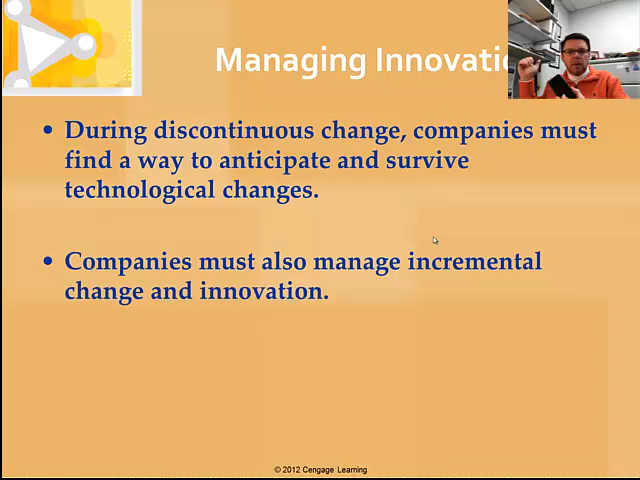 Managing Innovatio
• During discontinuous change, companies must
find a way to anticipate and survive
technological changes.
• Companies must also manage incremental
change and innovation.
© 2012 Cengage Learning